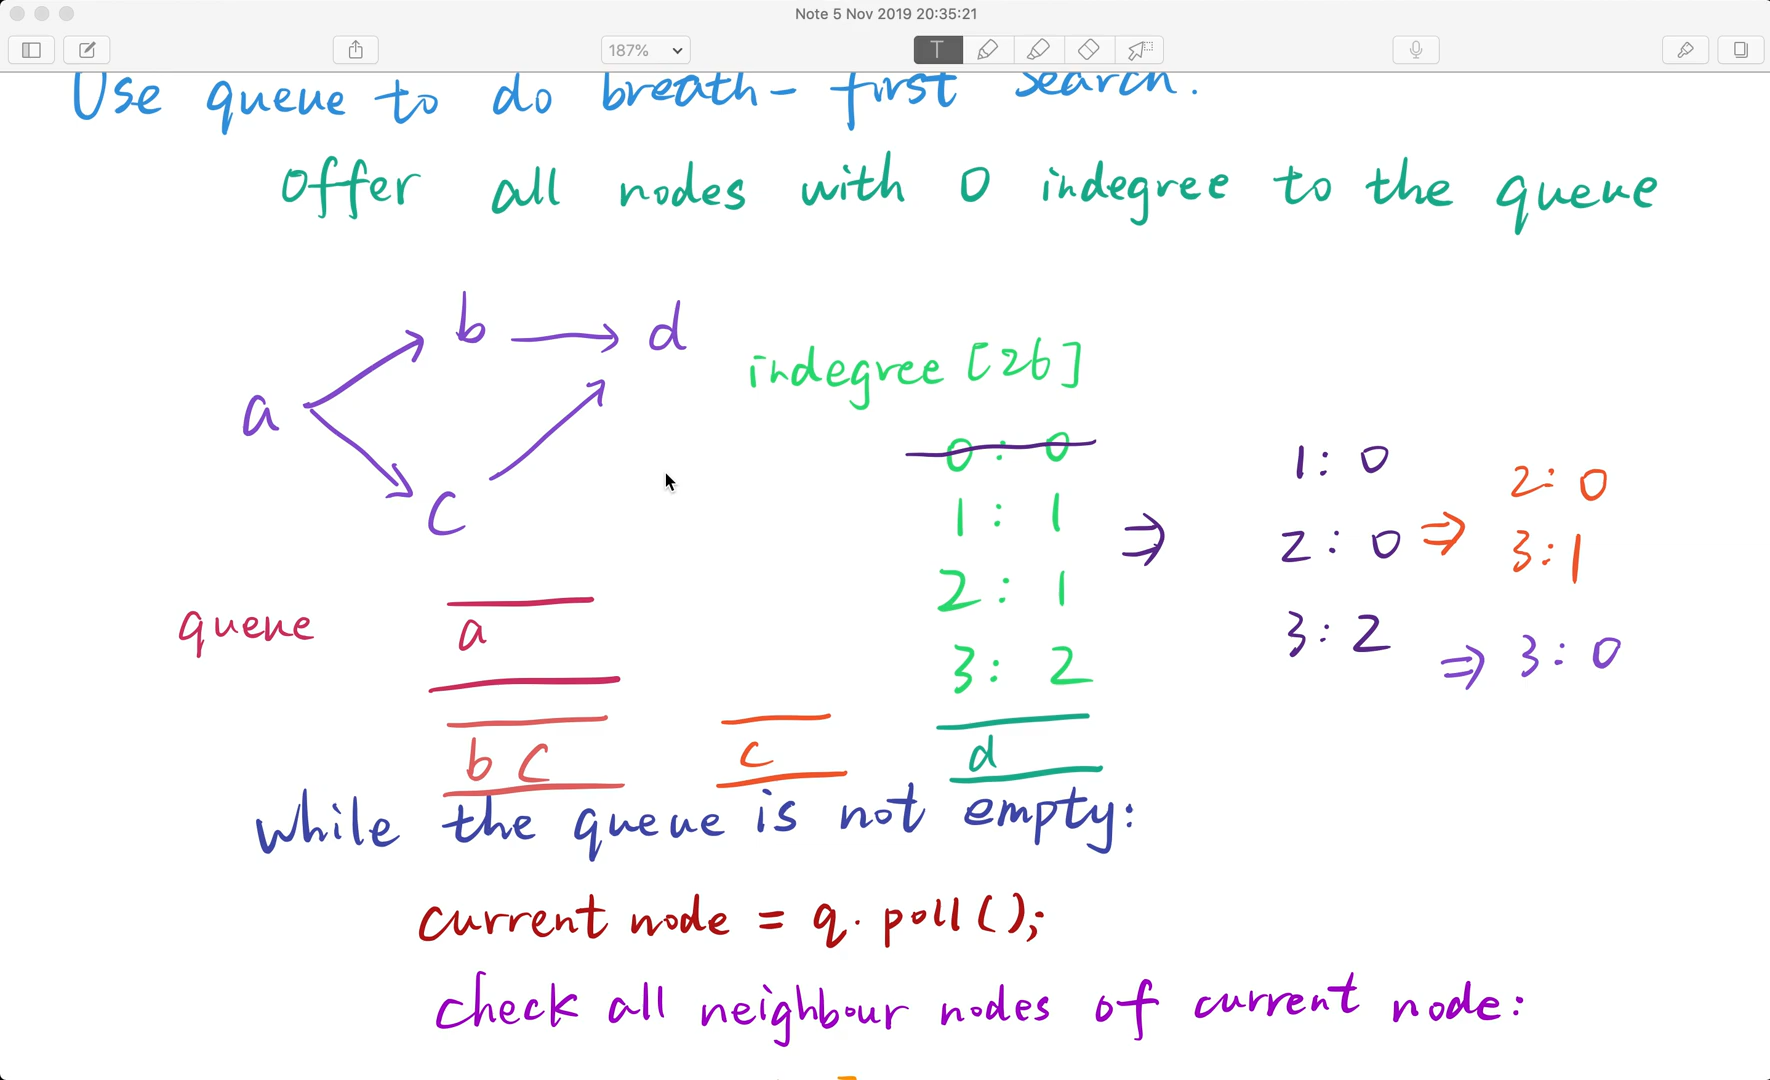 Note 5 Nov 2019 20:35:21
187%
T
Use queue to do breath-first search.
offer all nodes with 0 indegree to the queue
b
d
a
c
indegree [26]
0: 0
1: 1
2: 1
3: 2
1: 0
2: 0
3: 2
2: 0
3: 1
3: 0
queue
a
b c
c
d
while the queue is not empty:
current node = q. poll();
check all neighbour nodes of current node: